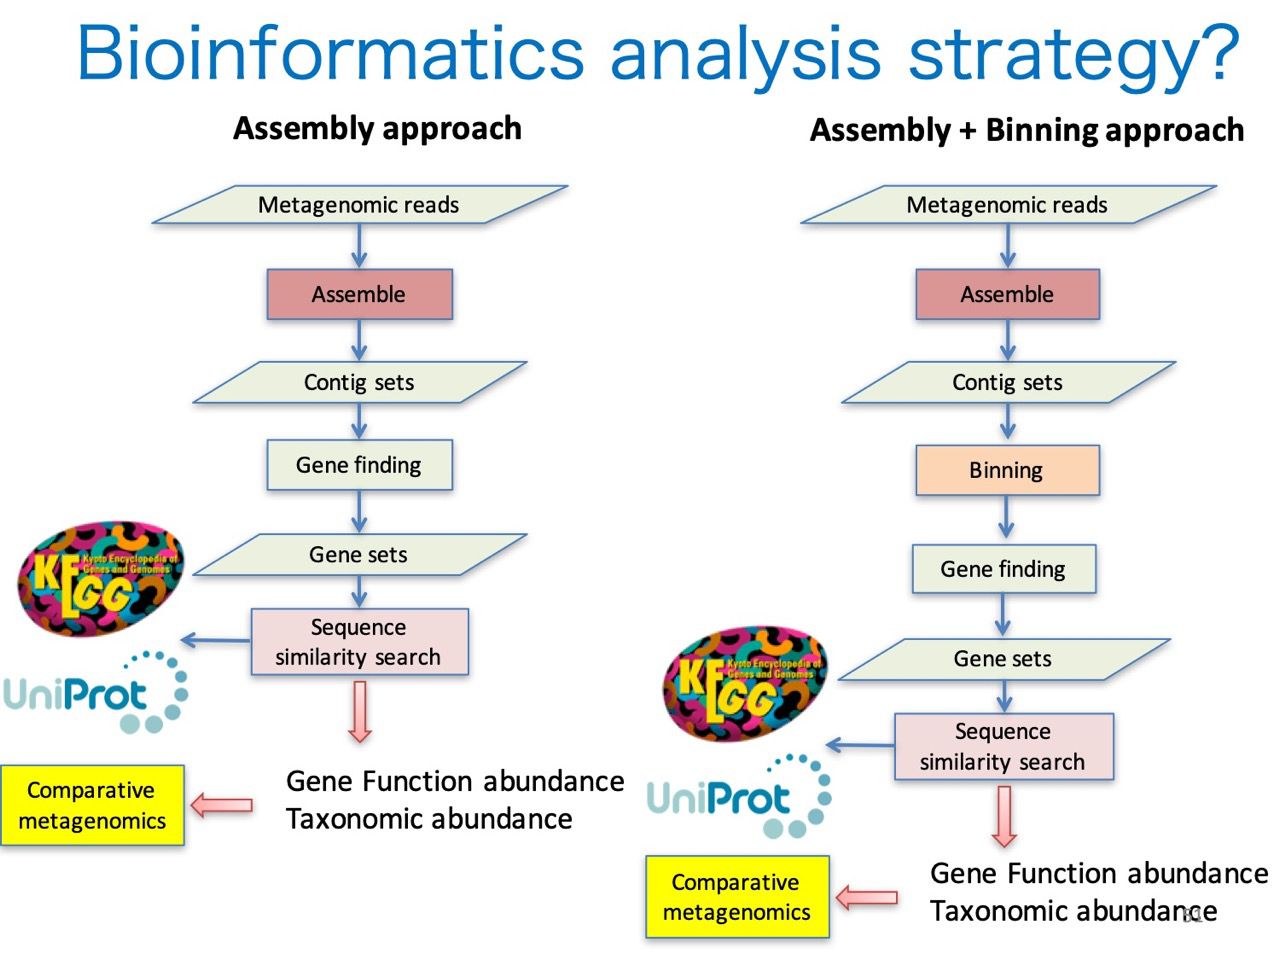 Bioinformatics analysis strategy?
Assembly approach
Metagenomic reads
Assemble
Contig sets
Gene finding
Gene sets
Sequence
similarity search
KEGG
Kyoto Encyclopedia of
Genes and Genomes
UniProt
Gene Function abundance
Taxonomic abundance
Comparative
metagenomics
Assembly + Binning approach
Metagenomic reads
Assemble
Contig sets
Binning
Gene finding
Gene sets
Sequence
similarity search
KEGG
Kyoto Encyclopedia of
Genes and Genomes
UniProt
Gene Function abundance
Taxonomic abundance
Comparative
metagenomics
51